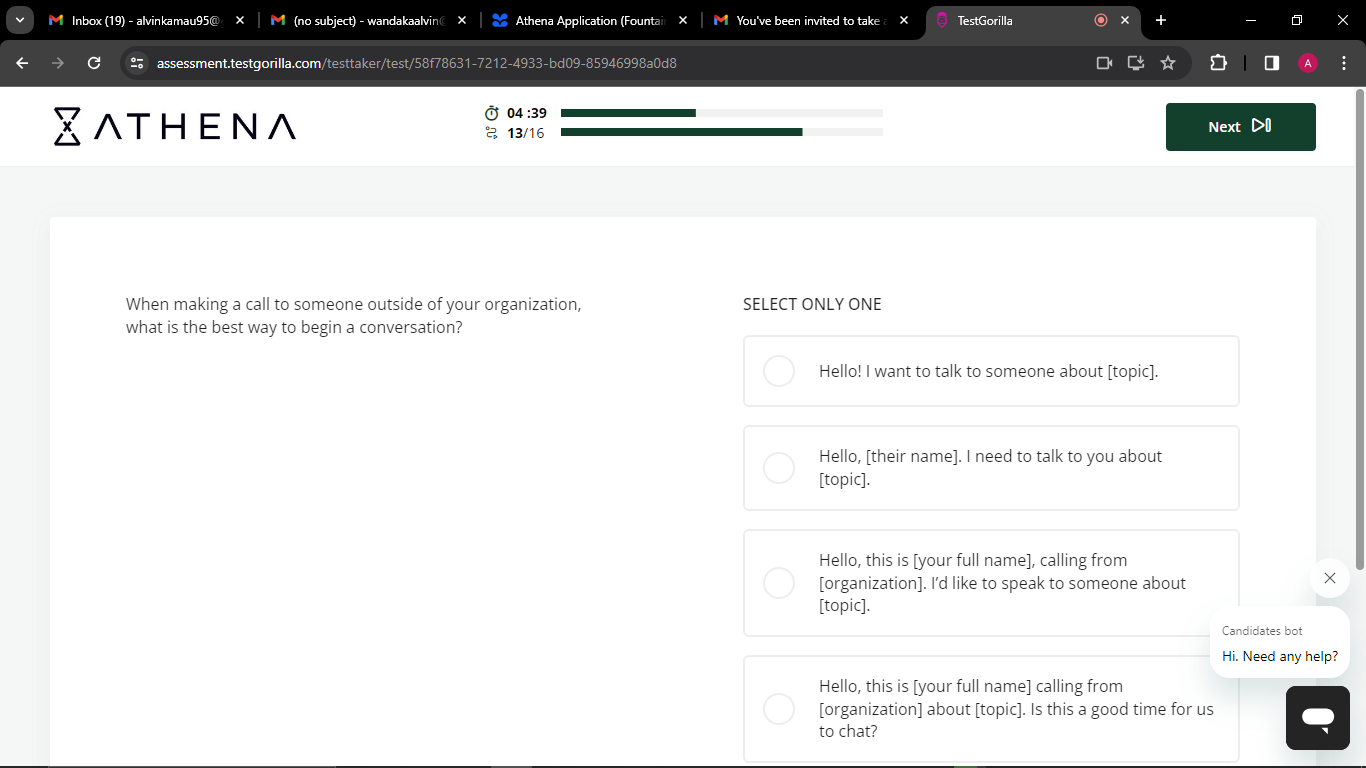 Inbox (19) - alvinkamau95@
(no subject) - wandakaalvin@
Athena Application (Fountai
You've been invited to take a
TestGorilla
assessment.testgorilla.com/testtaker/test/58f78631-7212-4933-bd09-85946998a0d8
A
ATHENA
04 :39
13/16
Next
When making a call to someone outside of your organization,
what is the best way to begin a conversation?
SELECT ONLY ONE
Hello! I want to talk to someone about [topic].
Hello, [their name]. I need to talk to you about
[topic].
Hello, this is [your full name], calling from
[organization]. I’d like to speak to someone about
[topic].
Hello, this is [your full name] calling from
[organization] about [topic]. Is this a good time for us
to chat?
Candidates bot
Hi. Need any help?